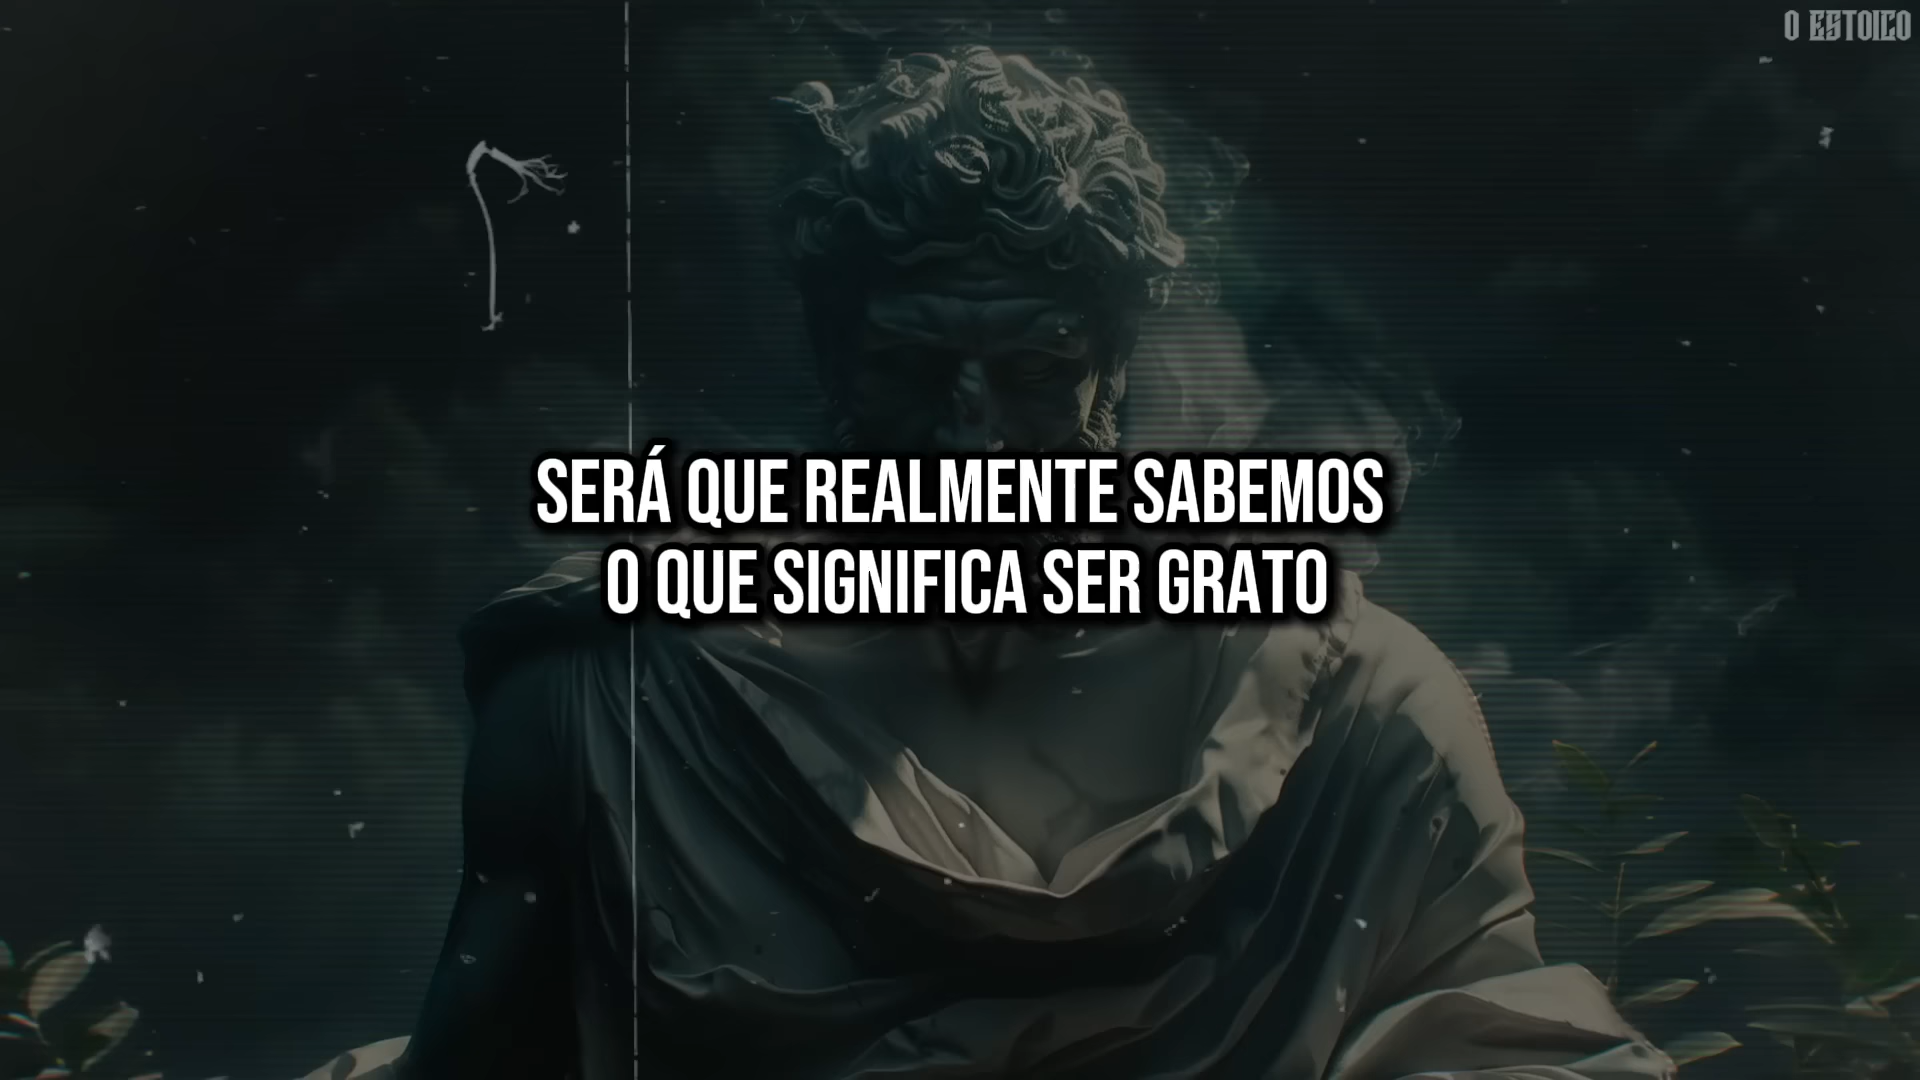 O ESTOICO
SERÁ QUE REALMENTE SABEMOS
O QUE SIGNIFICA SER GRATO